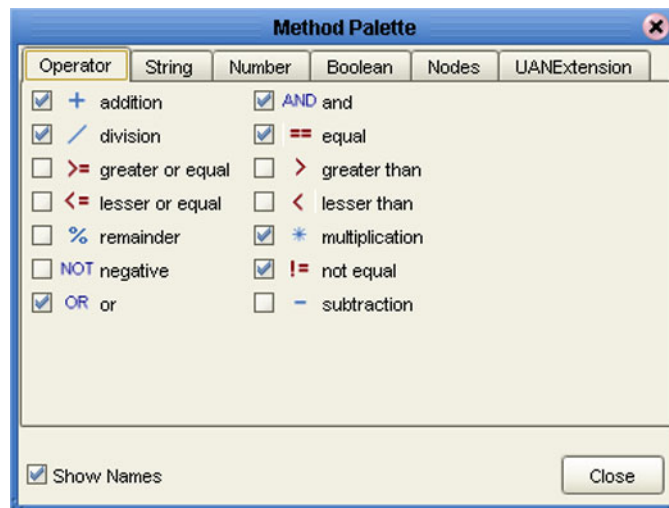 Method Palette
Operator String Number Boolean Nodes UANExtension
+ addition AND and
/ division == equal
>= greater or equal > greater than
<= lesser or equal < lesser than
% remainder * multiplication
NOT negative != not equal
OR or - subtraction
Show Names Close